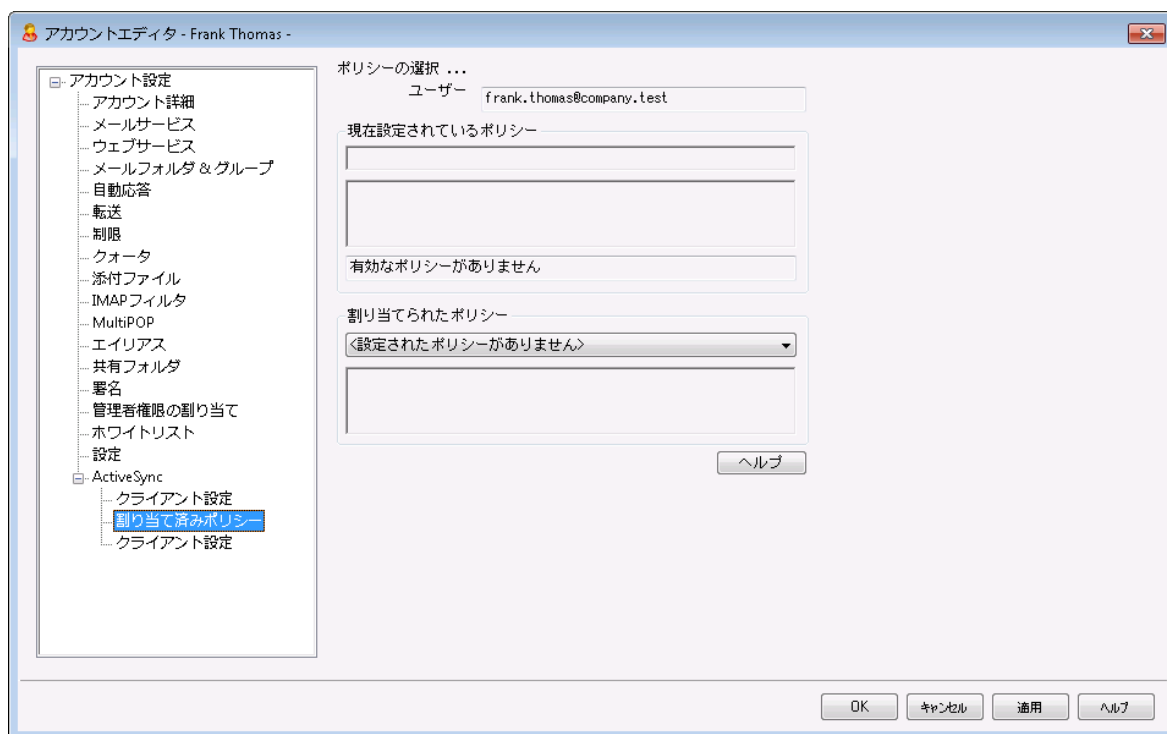 アカウントエディタ - Frank Thomas -
アカウント設定
アカウント詳細
メールサービス
ウェブサービス
メールフォルダ & グループ
自動応答
転送
制限
クォータ
添付ファイル
IMAPフィルタ
MultiPOP
エイリアス
共有フォルダ
署名
管理者権限の割り当て
ホワイトリスト
設定
ActiveSync
クライアント設定
割り当て済みポリシー
クライアント設定
ポリシーの選択 ...
ユーザー frank.thomas@company.test
現在設定されているポリシー
有効なポリシーがありません
割り当てられたポリシー
<設定されたポリシーがありません>
ヘルプ
OK キャンセル 適用 ヘルプ